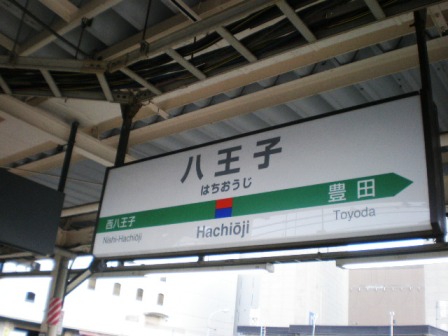 八王子
はちおうじ
西八王子
豊田
Nishi-Hachiōji
Hachiōji
Toyoda